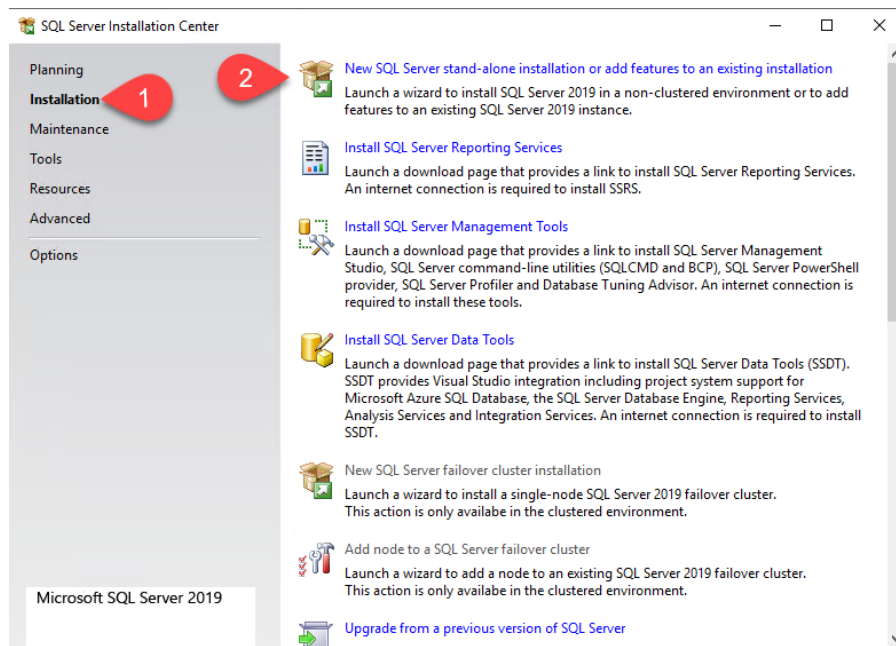 SQL Server Installation Center
Planning
Installation
1
Maintenance
Tools
Resources
Advanced
Options
Microsoft SQL Server 2019
2
New SQL Server stand-alone installation or add features to an existing installation
Launch a wizard to install SQL Server 2019 in a non-clustered environment or to add
features to an existing SQL Server 2019 instance.
Install SQL Server Reporting Services
Launch a download page that provides a link to install SQL Server Reporting Services.
An internet connection is required to install SSRS.
Install SQL Server Management Tools
Launch a download page that provides a link to install SQL Server Management
Studio, SQL Server command-line utilities (SQLCMD and BCP), SQL Server PowerShell
provider, SQL Server Profiler and Database Tuning Advisor. An internet connection is
required to install these tools.
Install SQL Server Data Tools
Launch a download page that provides a link to install SQL Server Data Tools (SSDT).
SSDT provides Visual Studio integration including project system support for
Microsoft Azure SQL Database, the SQL Server Database Engine, Reporting Services,
Analysis Services and Integration Services. An internet connection is required to install
SSDT.
New SQL Server failover cluster installation
Launch a wizard to install a single-node SQL Server 2019 failover cluster.
This action is only availabe in the clustered environment.
Add node to a SQL Server failover cluster
Launch a wizard to add a node to an existing SQL Server 2019 failover cluster.
This action is only availabe in the clustered environment.
Upgrade from a previous version of SQL Server